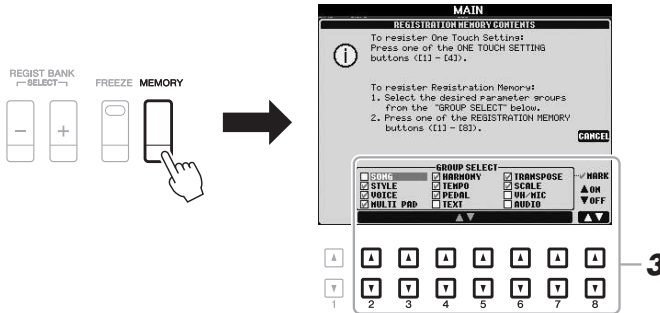 MAIN
REGISTRATION MEMORY CONTENTS
To register One Touch Setting:
Press one of the ONE TOUCH SETTING
buttons ([1] - [4]).
To register Registration Memory:
1. Select the desired parameter groups
from the "GROUP SELECT" below.
2. Press one of the REGISTRATION MEMORY
buttons ([1] - [8]).
CANCEL
REGIST BANK
SELECT
FREEZE MEMORY
- +
GROUP SELECT
SONG HARMONY TRANSPOSE
STYLE TEMPO SCALE
VOICE PEDAL VH/MIC
MULTI PAD TEXT AUDIO
MARK
▲ON
▼OFF
▲▼ ▲▼
3
1 2 3 4 5 6 7 8